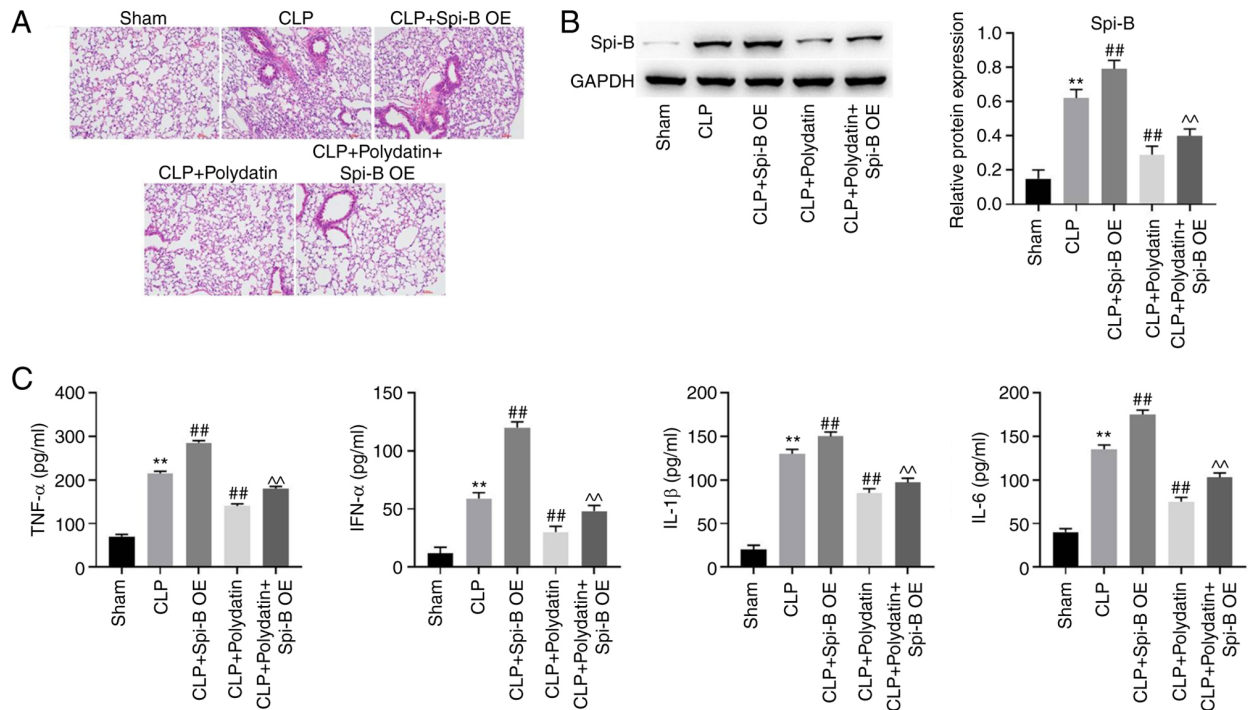 A
Sham
CLP
CLP+Spi-B OE
CLP+Polydatin
CLP+Polydatin+
Spi-B OE
B
Spi-B
GAPDH
Sham
CLP
CLP+Spi-B OE
CLP+Polydatin
CLP+Polydatin+
Spi-B OE
Spi-B
Relative protein expression
1.0
0.8
0.6
0.4
0.2
0.0
**
##
##
^^
Sham
CLP
CLP+Spi-B OE
CLP+Polydatin
CLP+Polydatin+
Spi-B OE
C
TNF-α (pg/ml)
400
300
200
100
0
**
##
##
^^
Sham
CLP
CLP+Spi-B OE
CLP+Polydatin
CLP+Polydatin+
Spi-B OE
IFN-α (pg/ml)
150
100
50
0
**
##
##
^^
Sham
CLP
CLP+Spi-B OE
CLP+Polydatin
CLP+Polydatin+
Spi-B OE
IL-1β (pg/ml)
200
150
100
50
0
**
##
##
^^
Sham
CLP
CLP+Spi-B OE
CLP+Polydatin
CLP+Polydatin+
Spi-B OE
IL-6 (pg/ml)
200
150
100
50
0
**
##
##
^^
Sham
CLP
CLP+Spi-B OE
CLP+Polydatin
CLP+Polydatin+
Spi-B OE